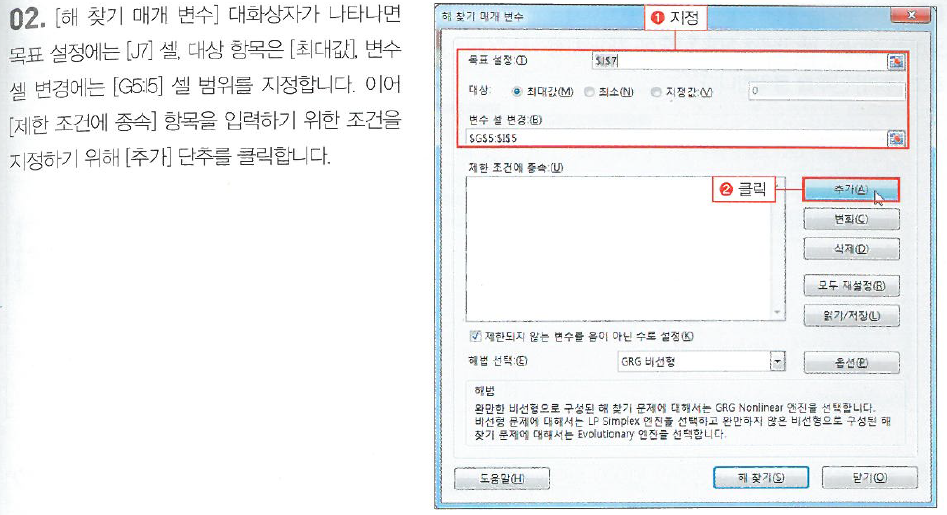 02. [해 찾기 매개 변수] 대화상자가 나타나면
목표 설정에는 [J7] 셀, 대상 항목은 [최대값], 변수
셀 변경에는 [G5:I5] 셀 범위를 지정합니다. 이어
[제한 조건에 종속] 항목을 입력하기 위한 조건을
지정하기 위해 [추가] 단추를 클릭합니다.
해 찾기 매개 변수
❶ 지정
목표 설정:(T)
$I$7
대상:
최대값(M)
최소(N)
지정값:(V)
0
변수 셀 변경:(B)
$G$5:$I$5
제한 조건에 종속:(U)
❷ 클릭
추가(A)
변화(C)
삭제(D)
모두 재설정(R)
읽기/저장(L)
제한되지 않는 변수를 음이 아닌 수로 설정(K)
해법 선택:(E)
GRG 비선형
옵션(P)
해법
완만한 비선형으로 구성된 해 찾기 문제에 대해서는 GRG Nonlinear 엔진을 선택합니다.
비선형 문제에 대해서는 LP Simplex 엔진을 선택하고 완만하지 않은 비선형으로 구성된 해
찾기 문제에 대해서는 Evolutionary 엔진을 선택합니다.
도움말(H)
해 찾기(S)
닫기(O)